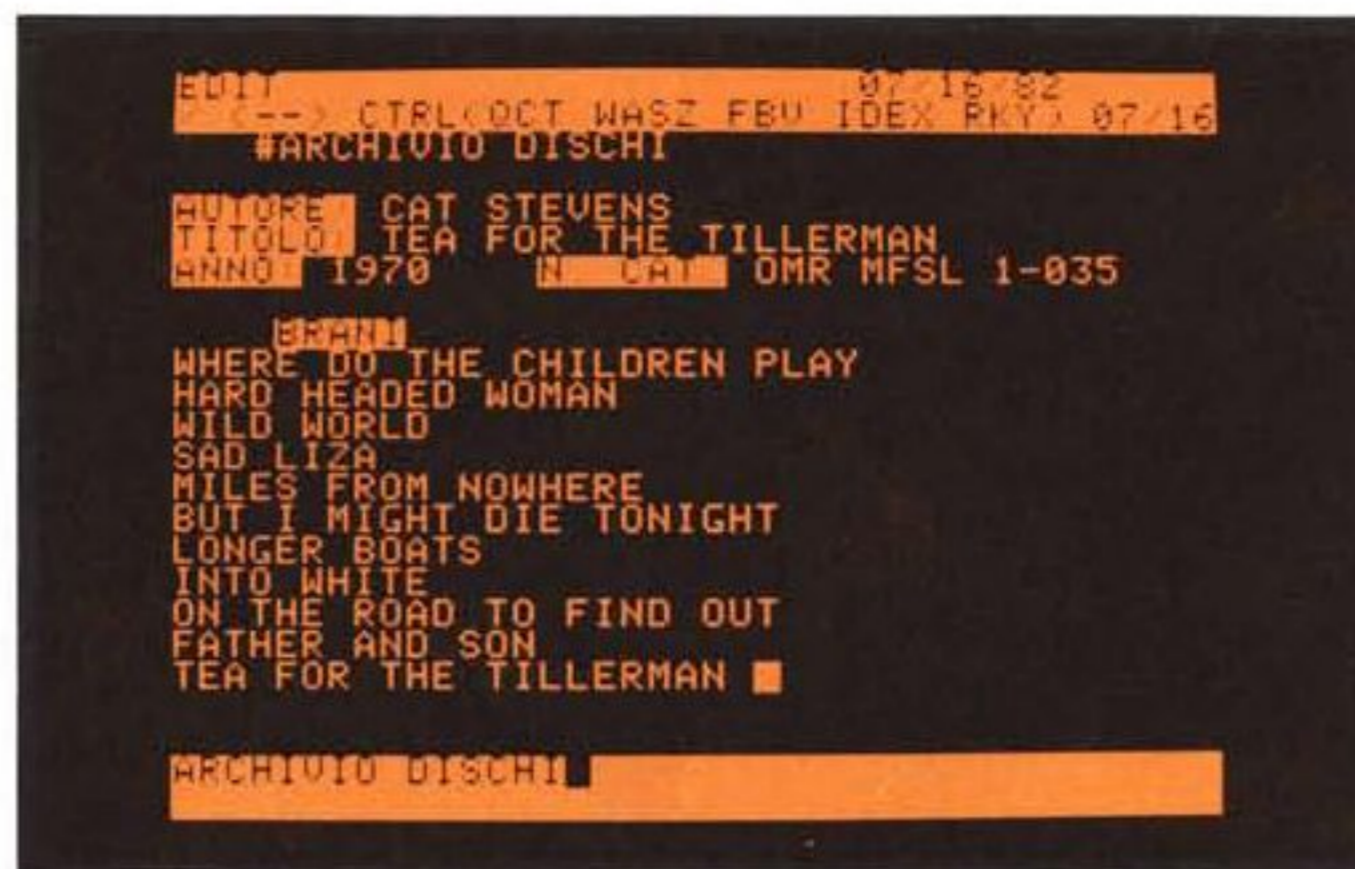 EDIT 07/16/82
<--> CTRL(QCT WASZ FBV IDEX RKY) 07/16
#ARCHIVIO DISCHI
AUTORE: CAT STEVENS
TITOLO: TEA FOR THE TILLERMAN
ANNO: 1970 N. CAT. OMR MFSL 1-035
BRANI
WHERE DO THE CHILDREN PLAY
HARD HEADED WOMAN
WILD WORLD
SAD LIZA
MILES FROM NOWHERE
BUT I MIGHT DIE TONIGHT
LONGER BOATS
INTO WHITE
ON THE ROAD TO FIND OUT
FATHER AND SON
TEA FOR THE TILLERMAN
ARCHIVIO DISCHI